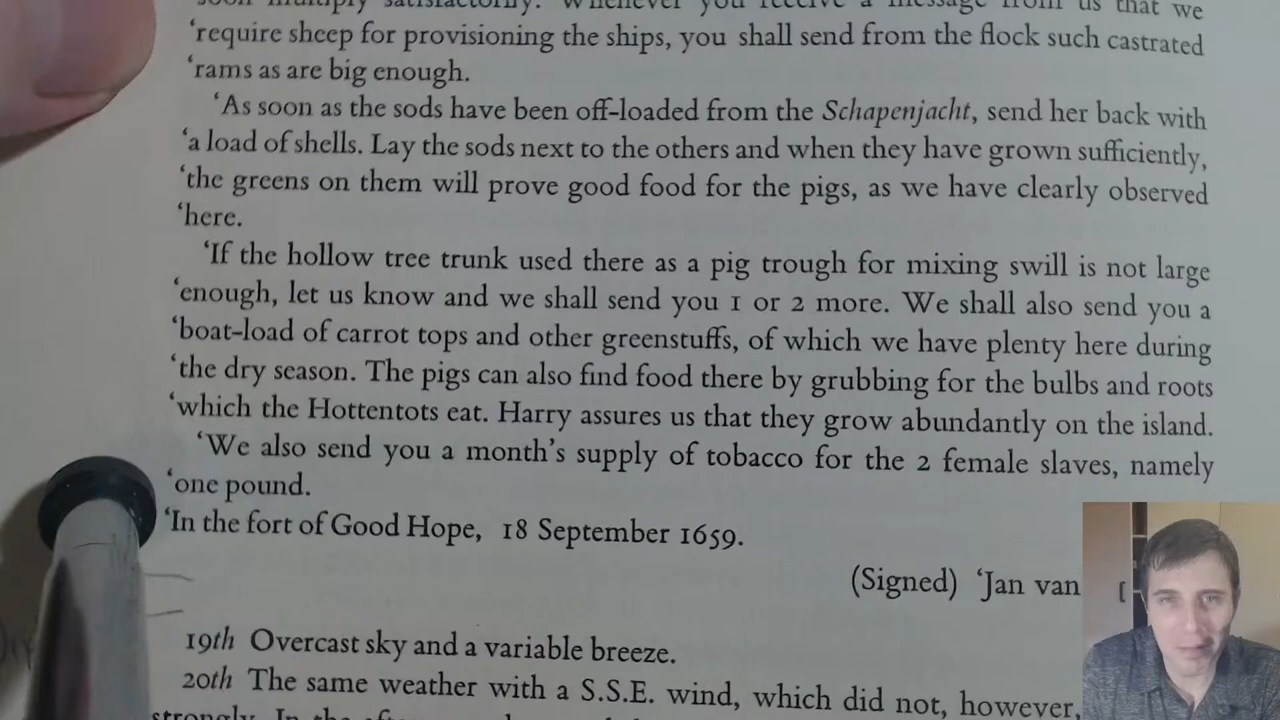 soon multiply satisfactorily. Whenever you receive a message from us that we
‘require sheep for provisioning the ships, you shall send from the flock such castrated
‘rams as are big enough.
‘As soon as the sods have been off-loaded from the Schapenjacht, send her back with
‘a load of shells. Lay the sods next to the others and when they have grown sufficiently,
‘the greens on them will prove good food for the pigs, as we have clearly observed
‘here.
‘If the hollow tree trunk used there as a pig trough for mixing swill is not large
‘enough, let us know and we shall send you 1 or 2 more. We shall also send you a
‘boat-load of carrot tops and other greenstuffs, of which we have plenty here during
‘the dry season. The pigs can also find food there by grubbing for the bulbs and roots
‘which the Hottentots eat. Harry assures us that they grow abundantly on the island.
‘We also send you a month’s supply of tobacco for the 2 female slaves, namely
‘one pound.
‘In the fort of Good Hope, 18 September 1659.
(Signed) ‘Jan van [
19th Overcast sky and a variable breeze.
20th The same weather with a S.S.E. wind, which did not, however,
strongly. In the